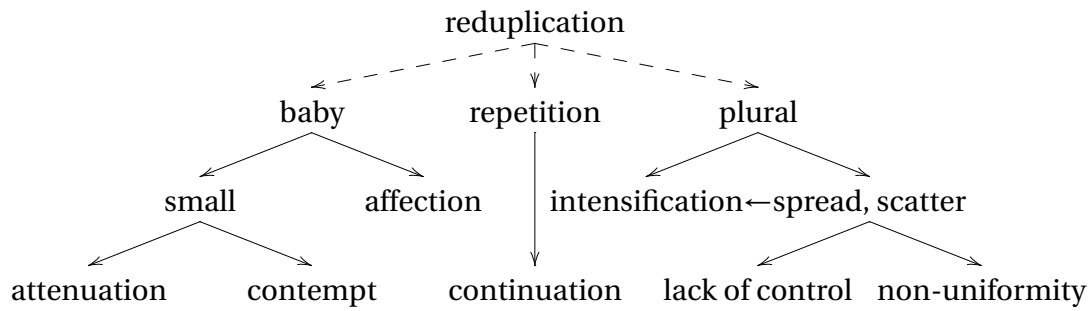 reduplication
baby repetition plural
small affection intensification←spread, scatter
attenuation contempt continuation lack of control non-uniformity